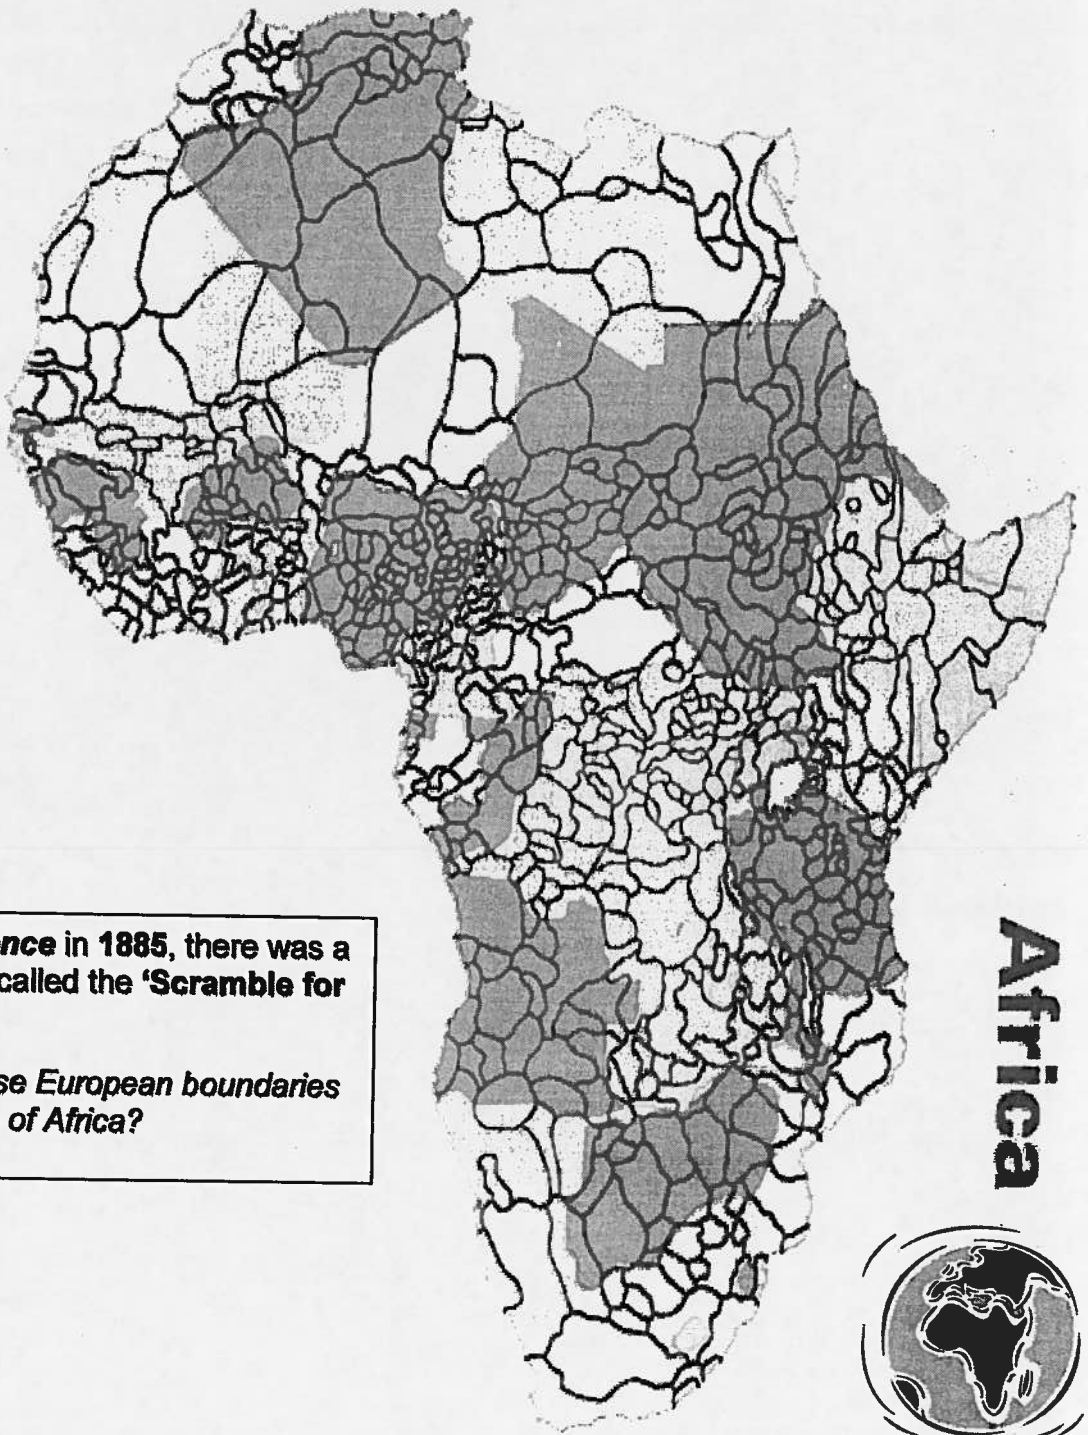 nce in 1885, there was a
called the ‘Scramble for
se European boundaries
of Africa?
Africa